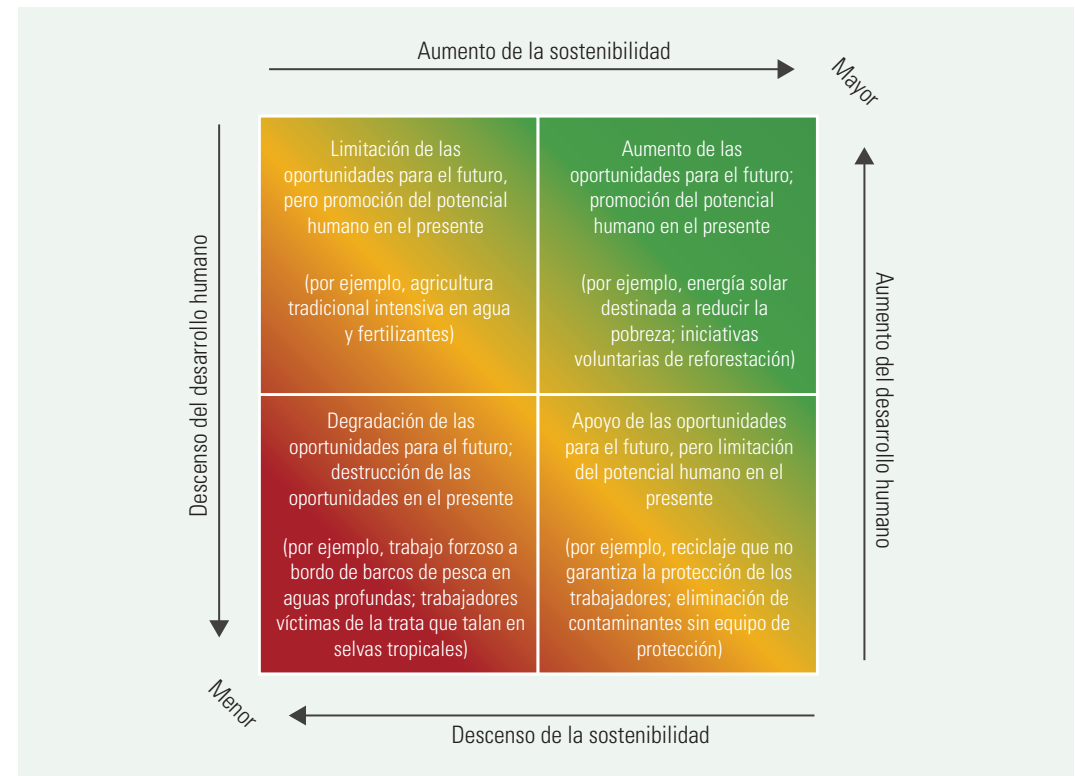 Aumento de la sostenibilidad
Mayor
Descenso del desarrollo humano
Limitación de las
oportunidades para el futuro,
pero promoción del potencial
humano en el presente
(por ejemplo, agricultura
tradicional intensiva en agua
y fertilizantes)
Aumento de las
oportunidades para el futuro;
promoción del potencial
humano en el presente
(por ejemplo, energía solar
destinada a reducir la
pobreza; iniciativas
voluntarias de reforestación)
Aumento del desarrollo humano
Degradación de las
oportunidades para el futuro;
destrucción de las
oportunidades en el presente
(por ejemplo, trabajo forzoso a
bordo de barcos de pesca en
aguas profundas; trabajadores
víctimas de la trata que talan en
selvas tropicales)
Apoyo de las oportunidades
para el futuro, pero limitación
del potencial humano en el
presente
(por ejemplo, reciclaje que no
garantiza la protección de los
trabajadores; eliminación de
contaminantes sin equipo de
protección)
Menor
Descenso de la sostenibilidad